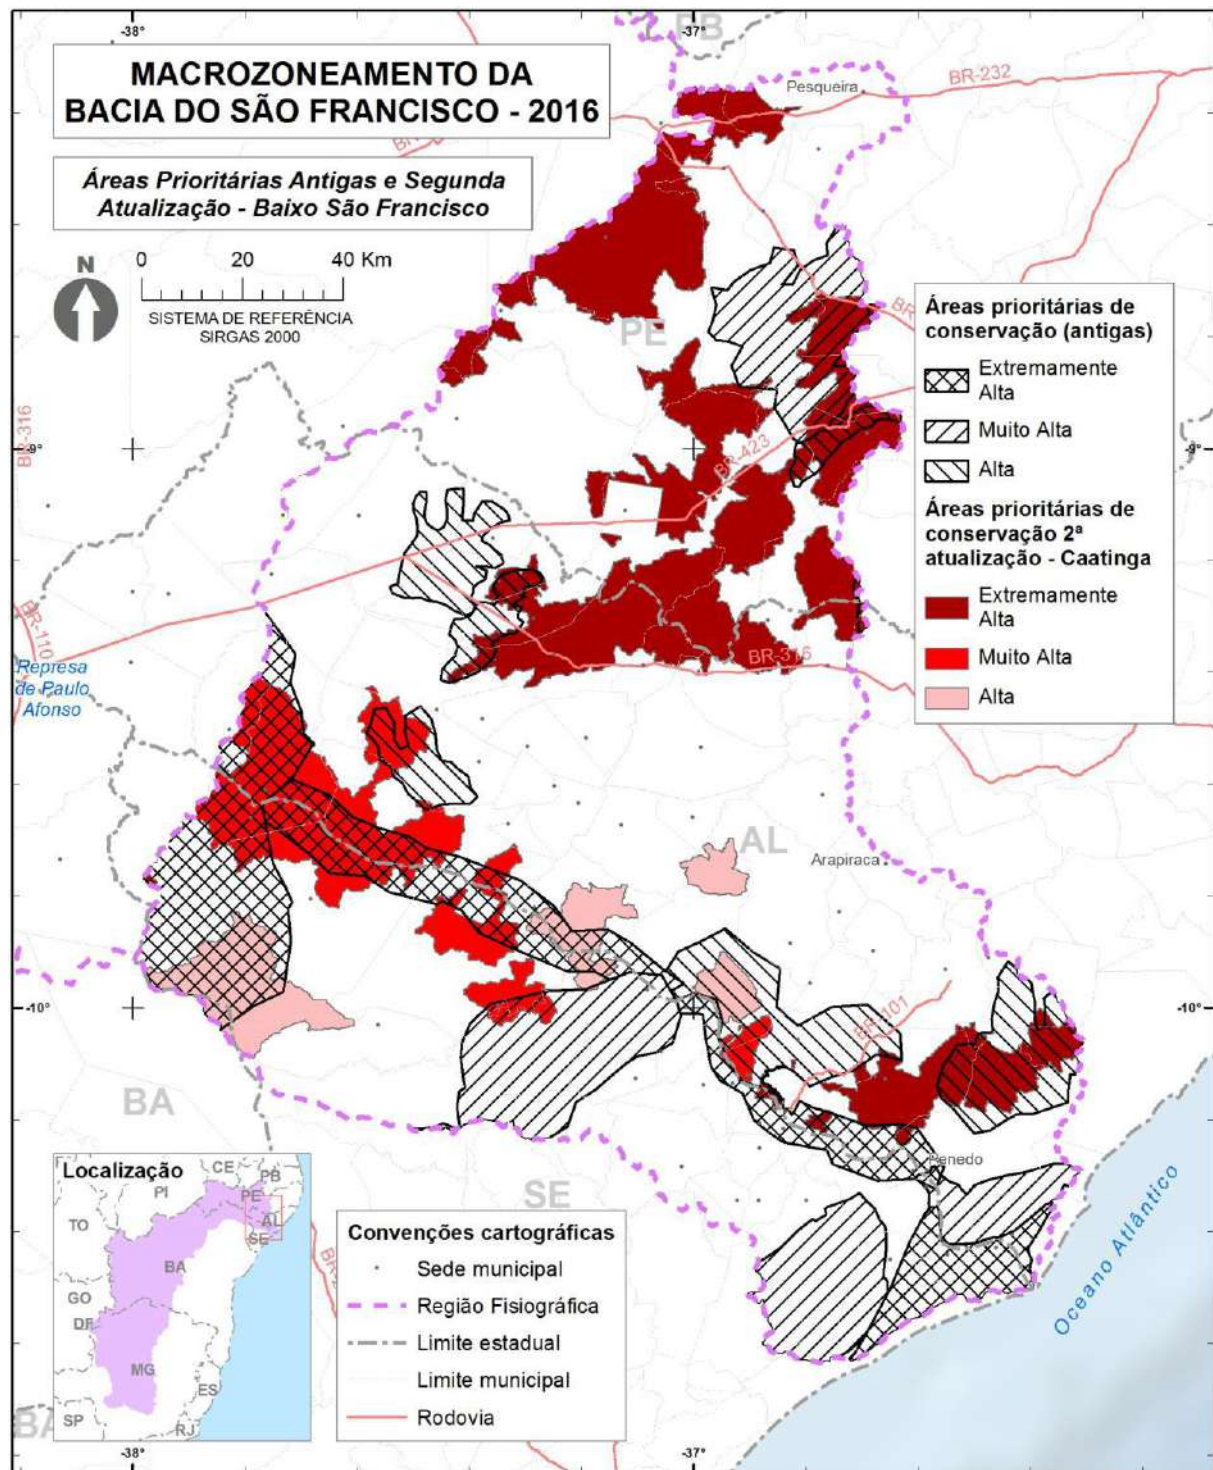 -38°
-37°
PB
MACROZONEAMENTO DA
BACIA DO SÃO FRANCISCO - 2016
Áreas Prioritárias Antigas e Segunda
Atualização - Baixo São Francisco
N
0 20 40 Km
SISTEMA DE REFERÊNCIA
SIRGAS 2000
BR-232
Pesqueira
PE
Áreas prioritárias de
conservação (antigas)
Extremamente
Alta
Muito Alta
Alta
Áreas prioritárias de
conservação 2ª
atualização - Caatinga
Extremamente
Alta
Muito Alta
Alta
BR-316
-9°
-9°
BR-423
BR-110
BR-316
Represa
de Paulo
Afonso
AL
Arapiraca
-10°
-10°
BR-101
BA
Penedo
SE
Oceano Atlântico
Localização
CE
PB
PI
PE
TO
AL
SE
BA
GO
DF
MG
ES
SP
RJ
BA
Convenções cartográficas
Sede municipal
Região Fisiográfica
Limite estadual
Limite municipal
Rodovia
-38°
-37°